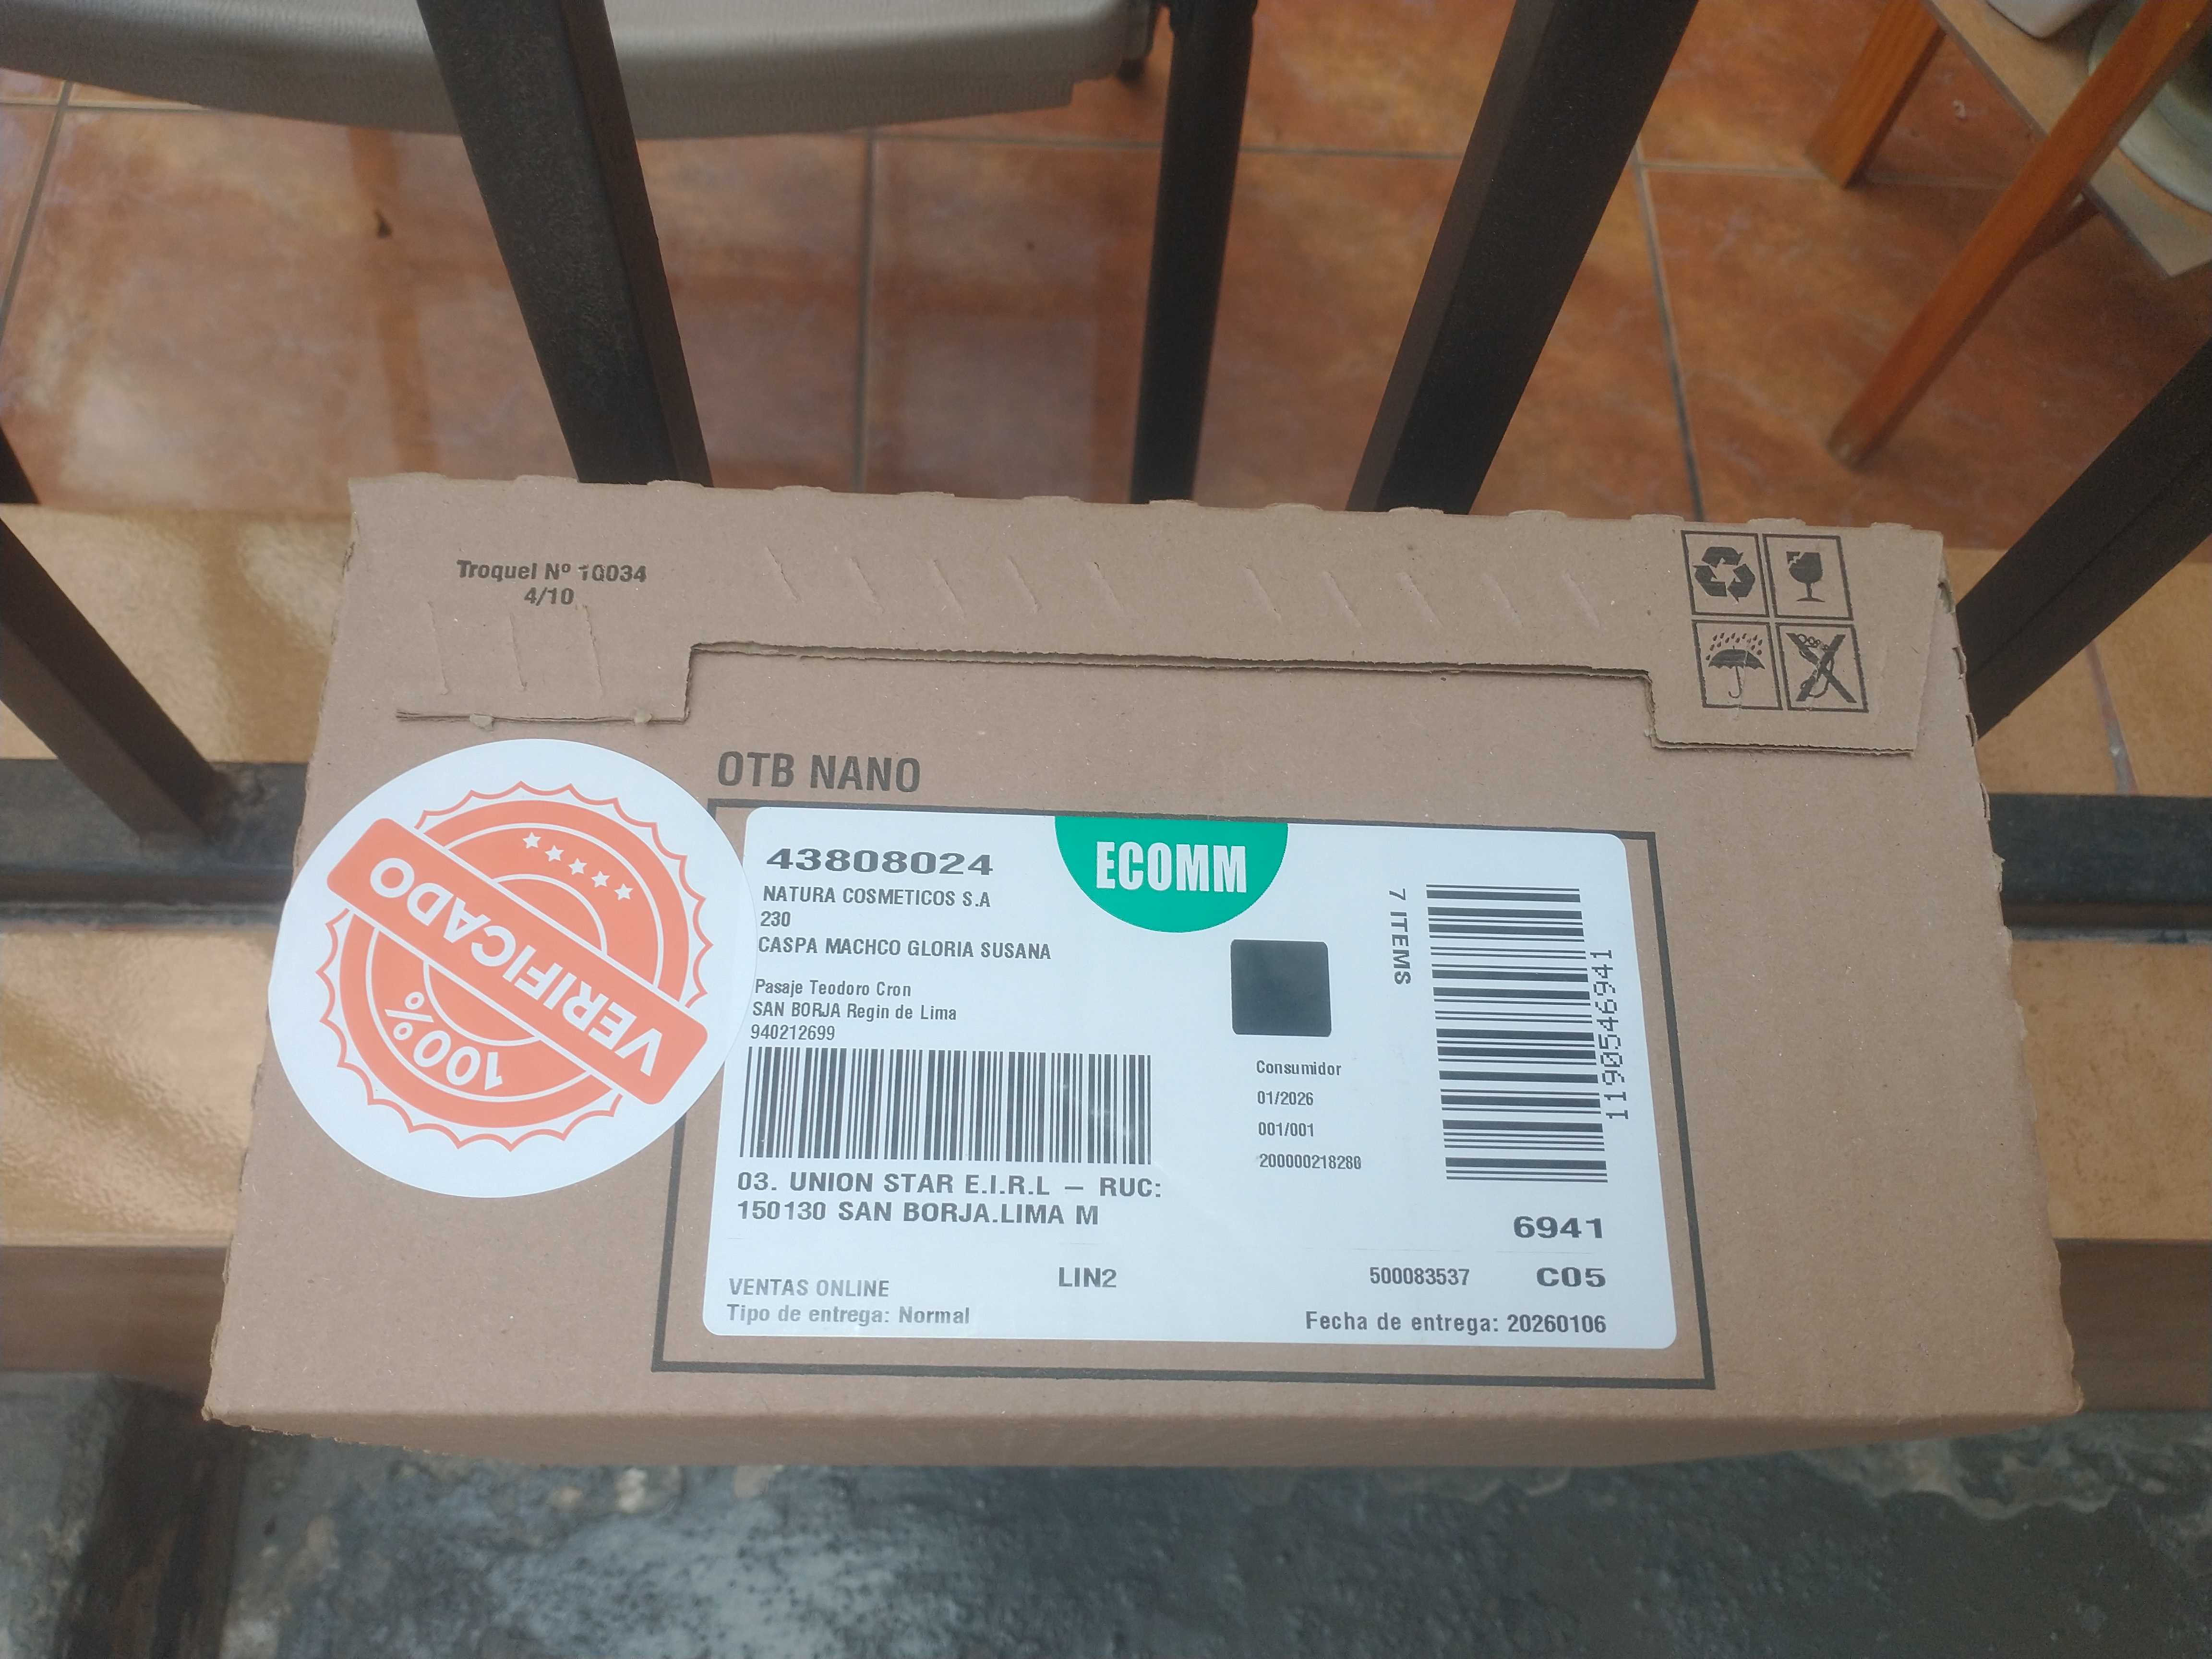 Troquel Nº 10034
4/10
OTB NANO
100%
VERIFICADO
43808024
ECOMM
NATURA COSMETICOS S.A
230
CASPA MACHCO GLORIA SUSANA
Pasaje Teodoro Cron
SAN BORJA Regin de Lima
940212699
7 ITEMS
1190546941
Consumidor
01/2026
001/001
200000218280
03. UNION STAR E.I.R.L – RUC:
150130 SAN BORJA.LIMA M
6941
VENTAS ONLINE
LIN2
500083537
C05
Tipo de entrega: Normal
Fecha de entrega: 20260106